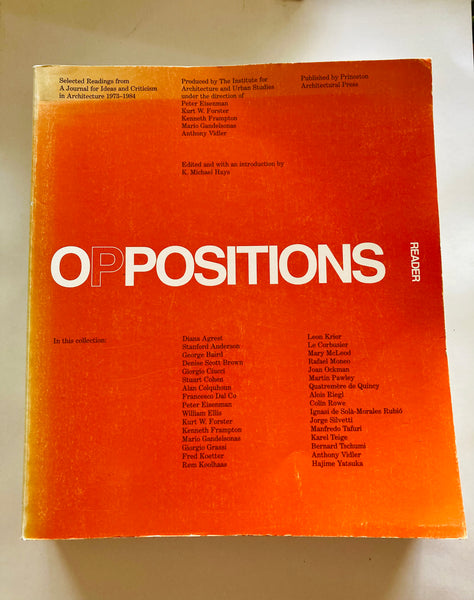 Selected Readings from
A Journal for Ideas and Criticism
in Architecture 1973–1984
Produced by The Institute for
Architecture and Urban Studies
under the direction of
Peter Eisenman
Kurt W. Forster
Kenneth Frampton
Mario Gandelsonas
Anthony Vidler
Published by Princeton
Architectural Press
Edited and with an introduction by
K. Michael Hays
OPPOSITIONS
READER
In this collection:
Diana Agrest
Stanford Anderson
George Baird
Denise Scott Brown
Giorgio Ciucci
Stuart Cohen
Alan Colquhoun
Francesco Dal Co
Peter Eisenman
William Ellis
Kurt W. Forster
Kenneth Frampton
Mario Gandelsonas
Giorgio Grassi
Fred Koetter
Rem Koolhaas
Leon Krier
Le Corbusier
Mary McLeod
Rafael Moneo
Joan Ockman
Martin Pawley
Quatremère de Quincy
Alois Riegl
Colin Rowe
Ignasi de Solà-Morales Rubió
Jorge Silvetti
Manfredo Tafuri
Karel Teige
Bernard Tschumi
Anthony Vidler
Hajime Yatsuka